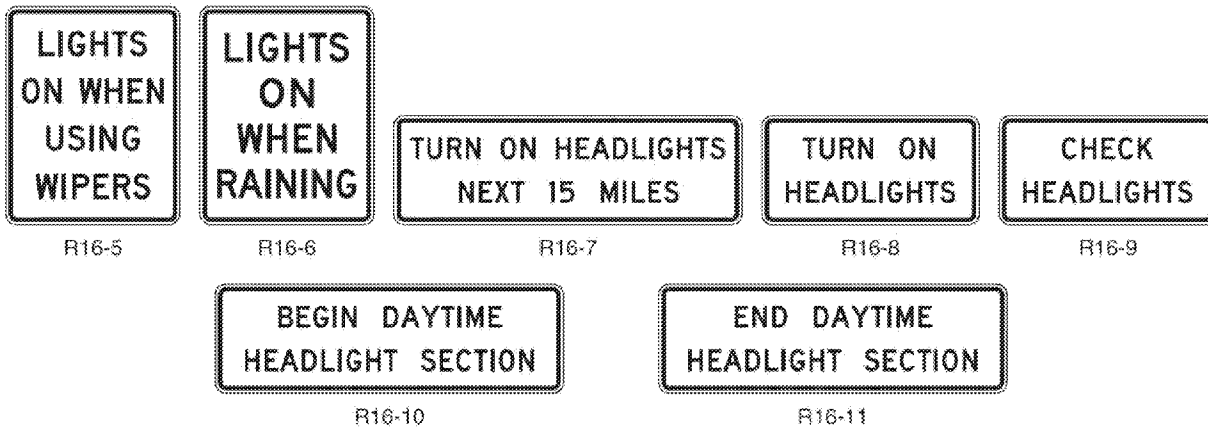 LIGHTS
ON WHEN
USING
WIPERS
R16-5
LIGHTS
ON
WHEN
RAINING
R16-6
TURN ON HEADLIGHTS
NEXT 15 MILES
R16-7
TURN ON
HEADLIGHTS
R16-8
CHECK
HEADLIGHTS
R16-9
BEGIN DAYTIME
HEADLIGHT SECTION
R16-10
END DAYTIME
HEADLIGHT SECTION
R16-11